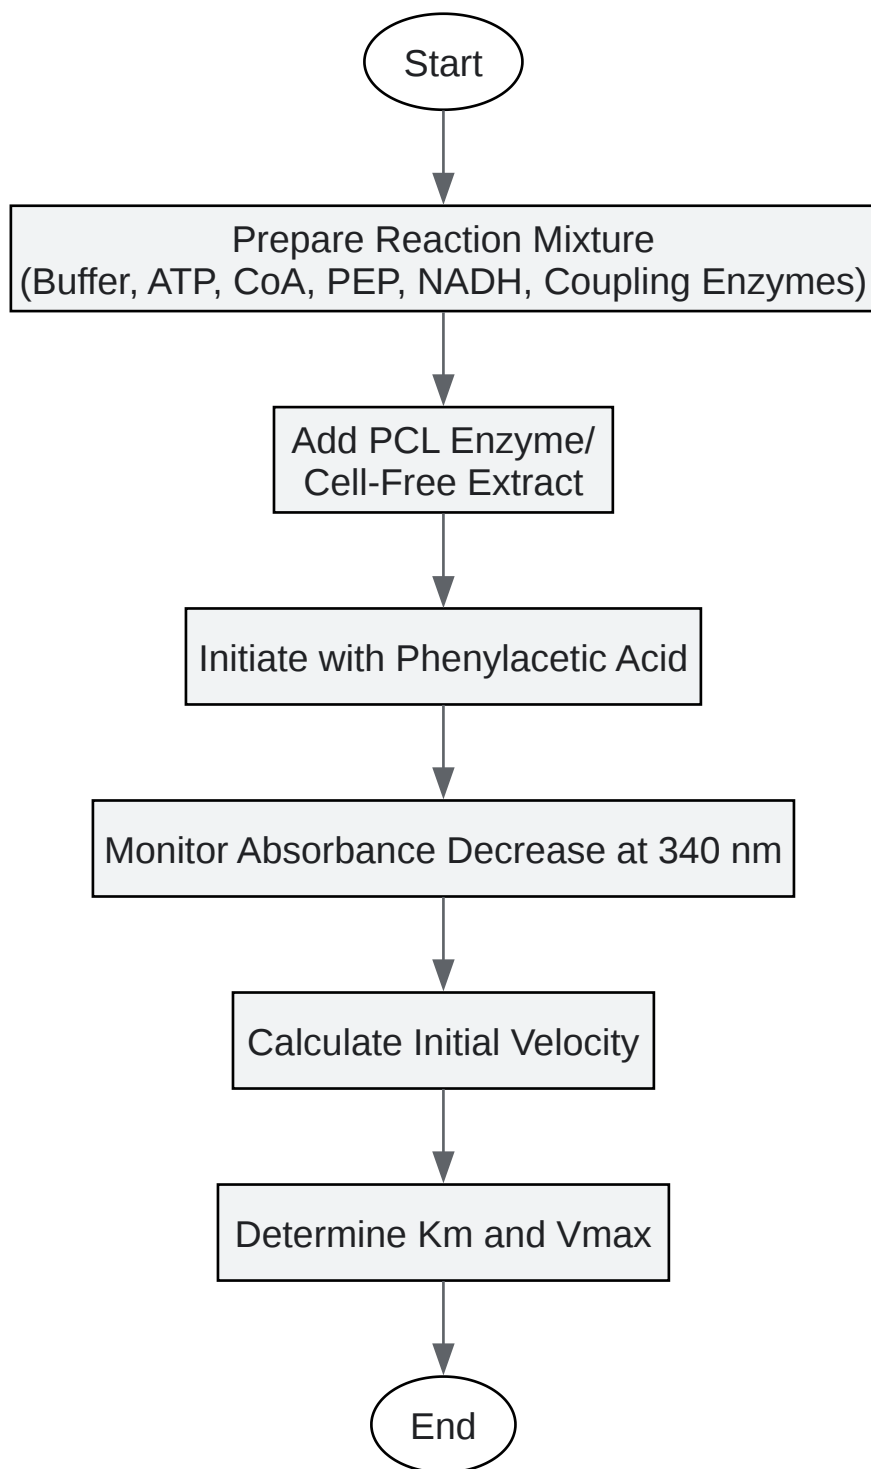 Start
Prepare Reaction Mixture
(Buffer, ATP, CoA, PEP, NADH, Coupling Enzymes)
Add PCL Enzyme/
Cell-Free Extract
Initiate with Phenylacetic Acid
Monitor Absorbance Decrease at 340 nm
Calculate Initial Velocity
Determine Km and Vmax
End